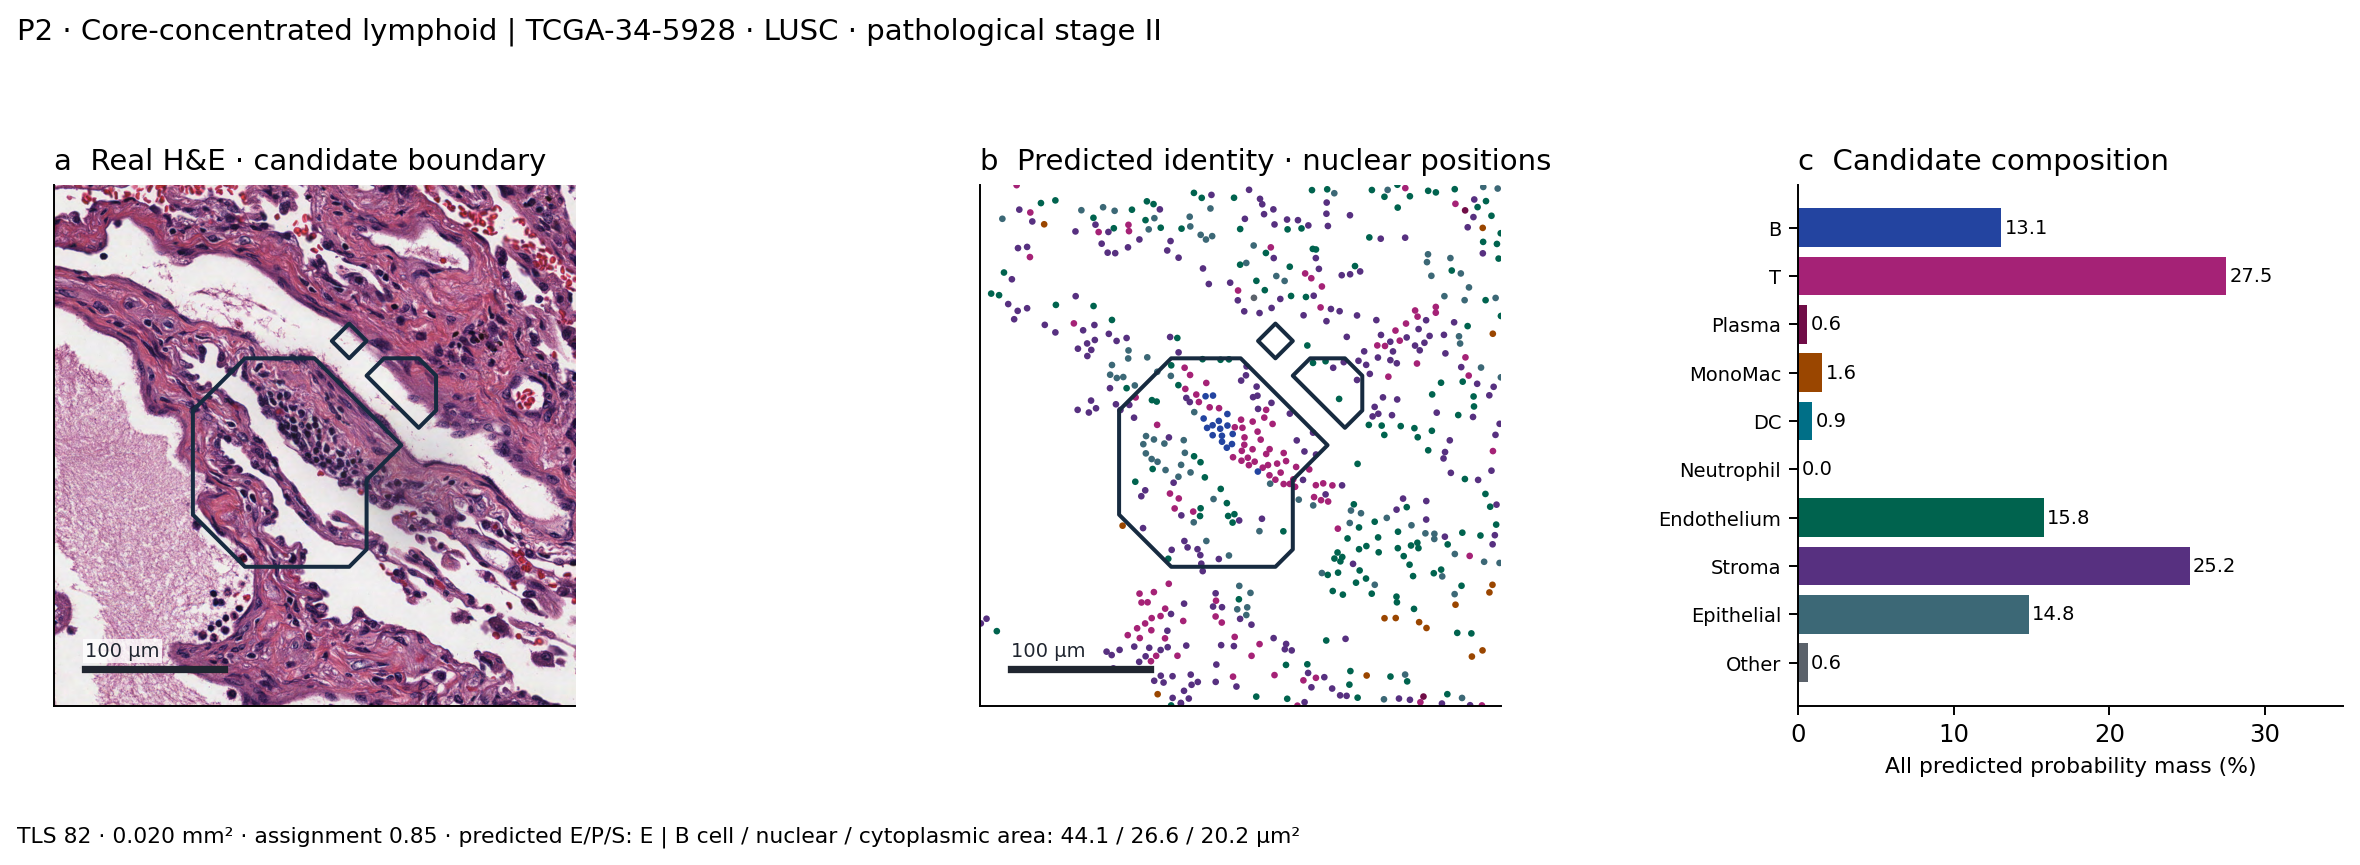 P2 · Core-concentrated lymphoid | TCGA-34-5928 · LUSC · pathological stage II
a Real H&E · candidate boundary
100 µm
b Predicted identity · nuclear positions
100 µm
c Candidate composition
B 13.1
T 27.5
Plasma 0.6
MonoMac 1.6
DC 0.9
Neutrophil 0.0
Endothelium 15.8
Stroma 25.2
Epithelial 14.8
Other 0.6
0 10 20 30
All predicted probability mass (%)
TLS 82 · 0.020 mm² · assignment 0.85 · predicted E/P/S: E | B cell / nuclear / cytoplasmic area: 44.1 / 26.6 / 20.2 µm²